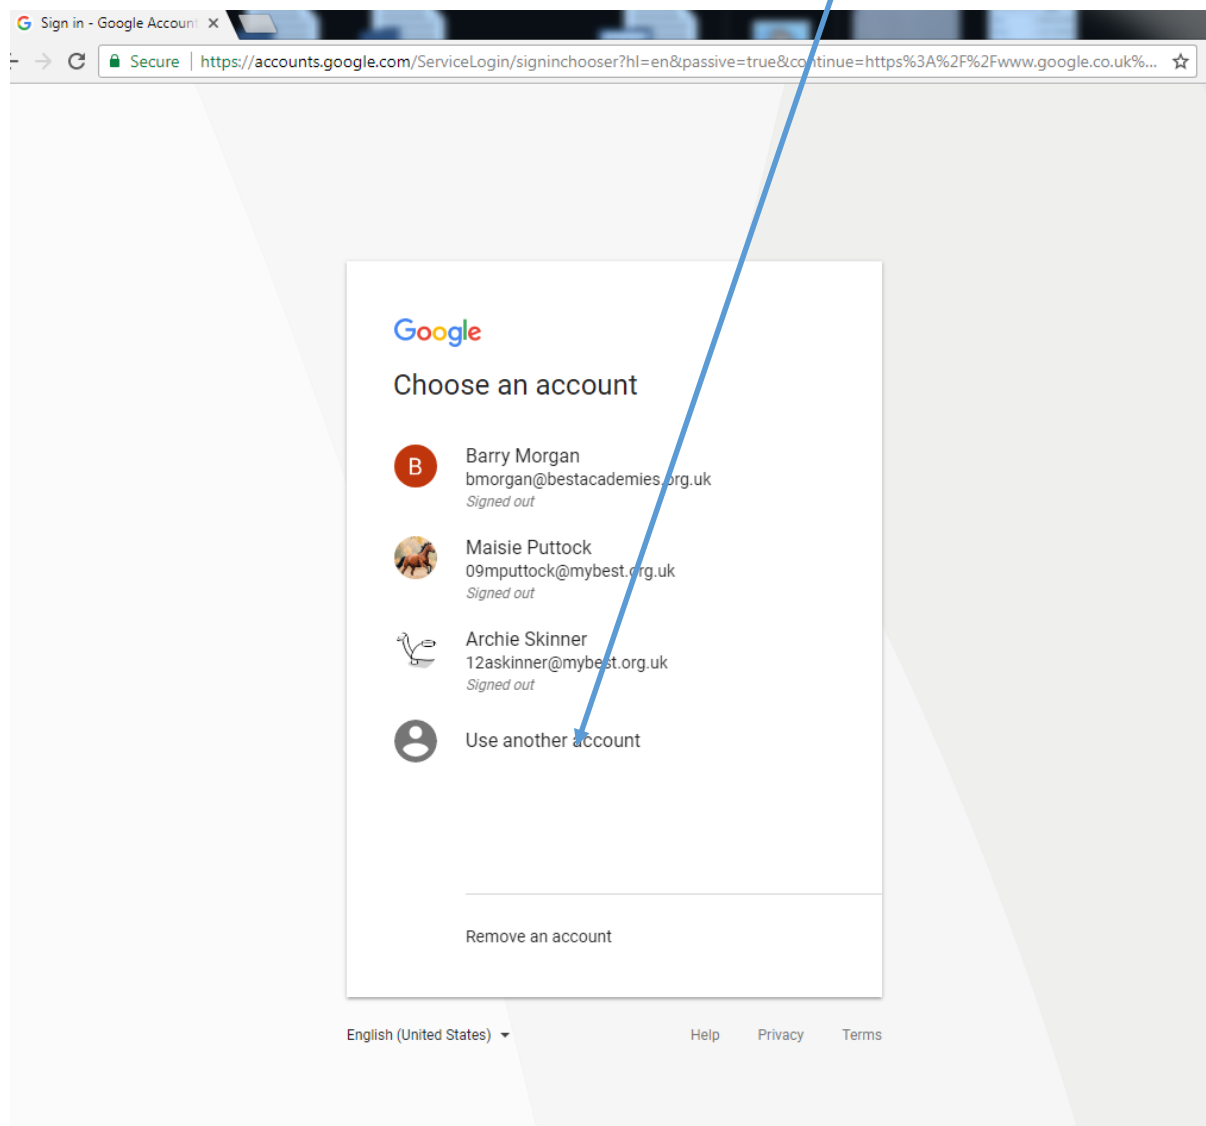 Sign in - Google Accoun
Secure | https://accounts.google.com/ServiceLogin/signinchooser?hl=en&passive=true&continue=https%3A%2F%2Fwww.google.co.uk%...
Google
Choose an account
B
Barry Morgan
bmorgan@bestacademies.org.uk
Signed out
Maisie Puttock
09mputtock@mybest.org.uk
Signed out
Archie Skinner
12askinner@mybest.org.uk
Signed out
Use another account
Remove an account
English (United States)
Help Privacy Terms